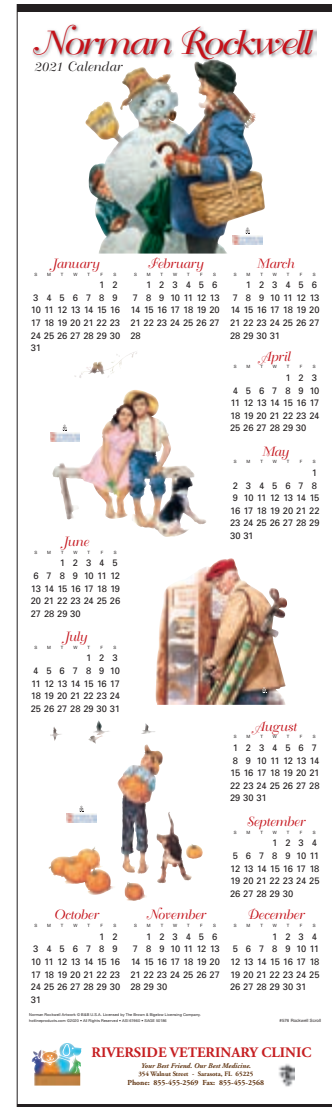 Norman Rockwell
2021 Calendar
January
S M T W T F S
1 2
3 4 5 6 7 8 9
10 11 12 13 14 15 16
17 18 19 20 21 22 23
24 25 26 27 28 29 30
31
February
S M T W T F S
1 2 3 4 5 6
7 8 9 10 11 12 13
14 15 16 17 18 19 20
21 22 23 24 25 26 27
28
March
S M T W T F S
1 2 3 4 5 6
7 8 9 10 11 12 13
14 15 16 17 18 19 20
21 22 23 24 25 26 27
28 29 30 31
April
S M T W T F S
1 2 3
4 5 6 7 8 9 10
11 12 13 14 15 16 17
18 19 20 21 22 23 24
25 26 27 28 29 30
May
S M T W T F S
1
2 3 4 5 6 7 8
9 10 11 12 13 14 15
16 17 18 19 20 21 22
23 24 25 26 27 28 29
30 31
June
S M T W T F S
1 2 3 4 5
6 7 8 9 10 11 12
13 14 15 16 17 18 19
20 21 22 23 24 25 26
27 28 29 30
July
S M T W T F S
1 2 3
4 5 6 7 8 9 10
11 12 13 14 15 16 17
18 19 20 21 22 23 24
25 26 27 28 29 30 31
August
S M T W T F S
1 2 3 4 5 6 7
8 9 10 11 12 13 14
15 16 17 18 19 20 21
22 23 24 25 26 27 28
29 30 31
September
S M T W T F S
1 2 3 4
5 6 7 8 9 10 11
12 13 14 15 16 17 18
19 20 21 22 23 24 25
26 27 28 29 30
October
S M T W T F S
1 2
3 4 5 6 7 8 9
10 11 12 13 14 15 16
17 18 19 20 21 22 23
24 25 26 27 28 29 30
31
November
S M T W T F S
1 2 3 4 5 6
7 8 9 10 11 12 13
14 15 16 17 18 19 20
21 22 23 24 25 26 27
28 29 30
December
S M T W T F S
1 2 3 4
5 6 7 8 9 10 11
12 13 14 15 16 17 18
19 20 21 22 23 24 25
26 27 28 29 30 31
Norman Rockwell Artwork © B&B U.S.A. Licensed by The Brown & Bigelow Licensing Company.
All Rights Reserved
Rockwell Scroll
RIVERSIDE VETERINARY CLINIC
Your Best Friend. Our Best Medicine.
354 Walnut Street - Sarasota, FL 65225
Phone: 855-455-2569 Fax: 855-455-2568